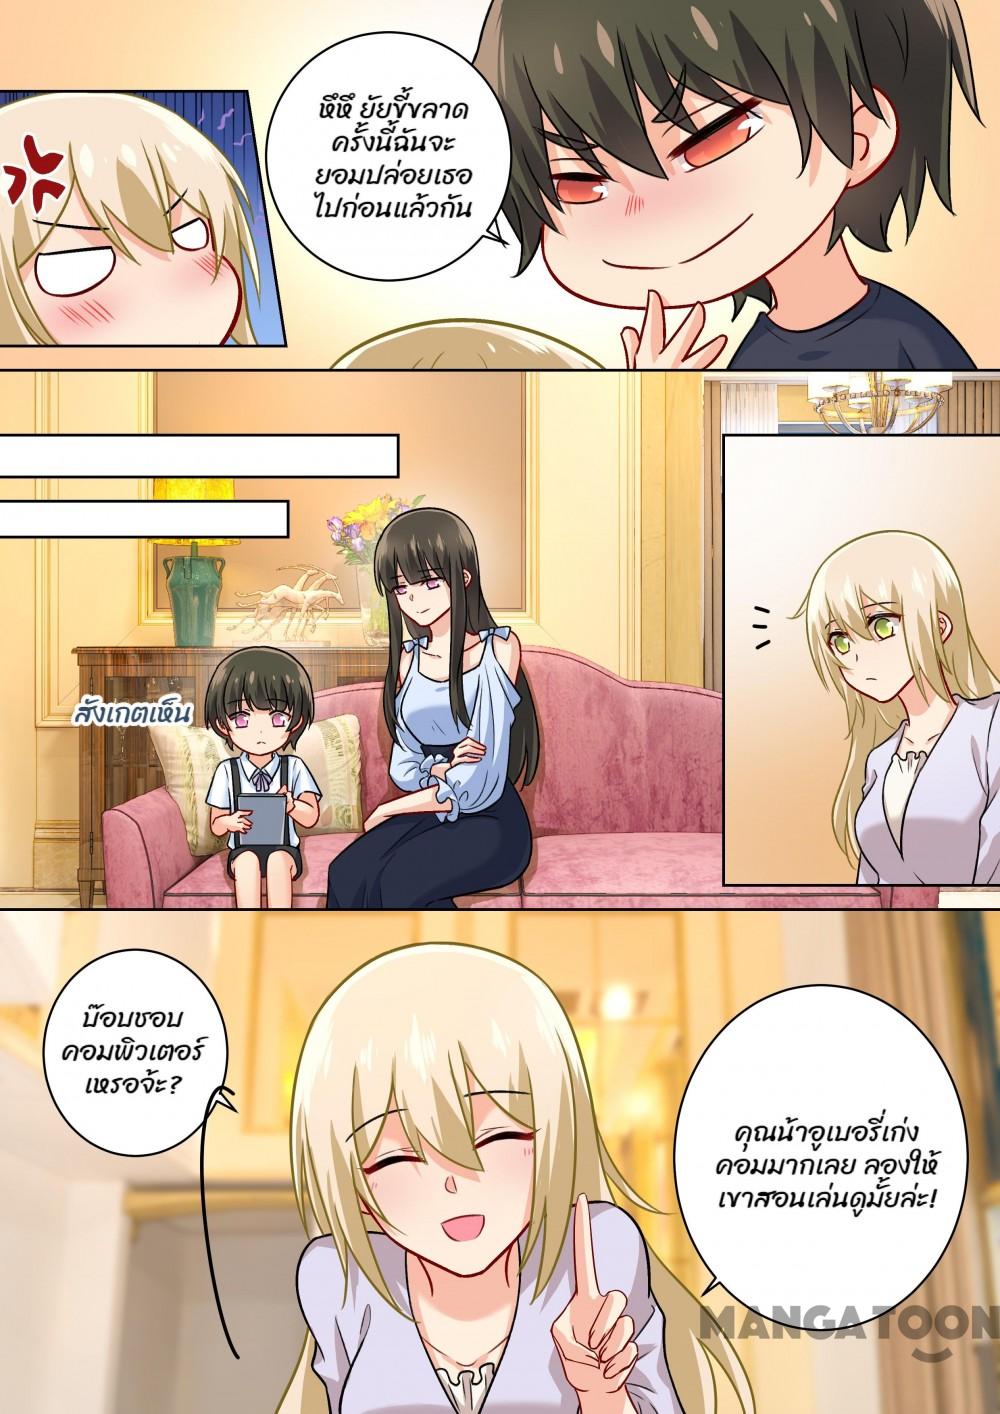 หึหึ ยัยขี้ขลาด
ครั้งนี้ฉันจะ
ยอมปล่อยเธอ
ไปก่อนแล้วกัน
สังเกตเห็น
บ๊อบชอบ
คอมพิวเตอร์
เหรอจ้ะ?
คุณน้าอูเบอรี่เก่ง
คอมมากเลย ลองให้
เขาสอนเล่นดูมั้ยล่ะ!
MANGATOON